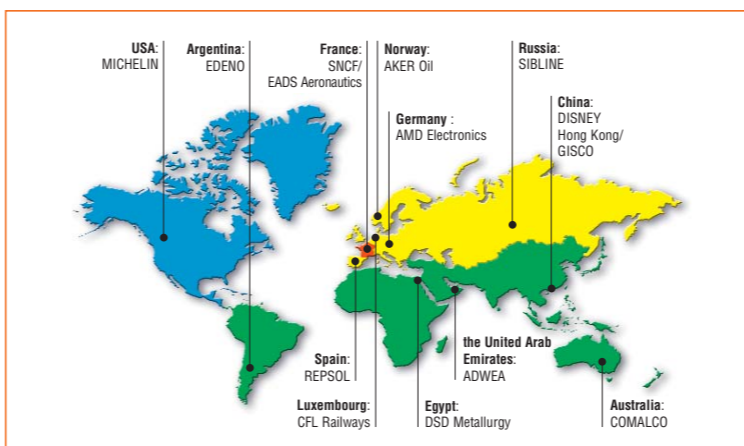 USA:
MICHELIN
Argentina:
EDENO
France:
SNCF/
EADS Aeronautics
Norway:
AKER Oil
Russia:
SIBLINE
Germany :
AMD Electronics
China:
DISNEY
Hong Kong/
GISCO
Spain:
REPSOL
the United Arab
Emirates:
ADWEA
Luxembourg:
CFL Railways
Egypt:
DSD Metallurgy
Australia:
COMALCO